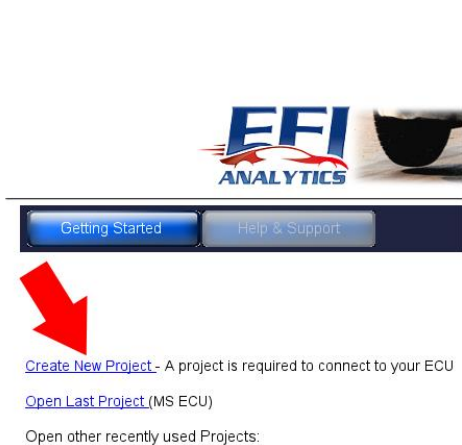 EFI
ANALYTICS
Getting Started Help & Support
Create New Project - A project is required to connect to your ECU
Open Last Project (MS ECU)
Open other recently used Projects: